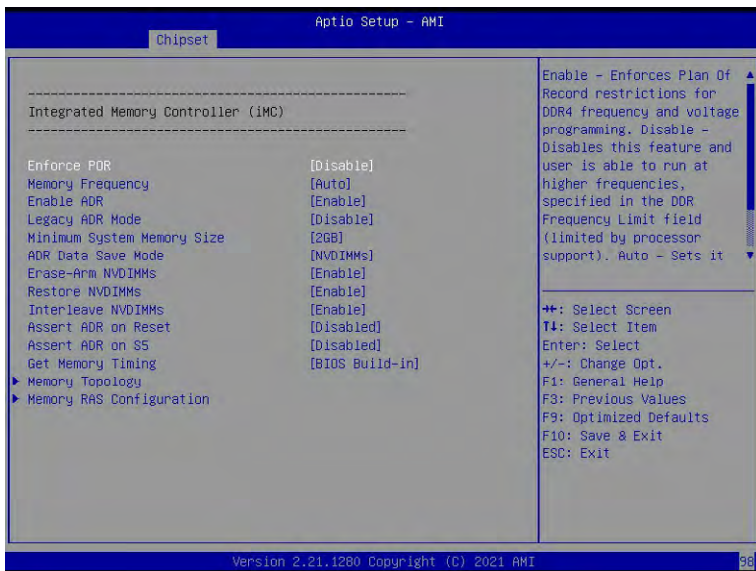 Aptio Setup - AMI
Chipset
------------------------------------------------------
Integrated Memory Controller (iMC)
------------------------------------------------------
Enforce POR [Disable]
Memory Frequency [Auto]
Enable ADR [Enable]
Legacy ADR Mode [Disable]
Minimum System Memory Size [2GB]
ADR Data Save Mode [NVDIMMs]
Erase-Arm NVDIMMs [Enable]
Restore NVDIMMs [Enable]
Interleave NVDIMMs [Enable]
Assert ADR on Reset [Disabled]
Assert ADR on S5 [Disabled]
Get Memory Timing [BIOS Build-in]
Memory Topology
Memory RAS Configuration
Enable - Enforces Plan Of
Record restrictions for
DDR4 frequency and voltage
programming. Disable -
Disables this feature and
user is able to run at
higher frequencies,
specified in the DDR
Frequency Limit field
(limited by processor
support). Auto - Sets it
→←: Select Screen
↑↓: Select Item
Enter: Select
+/-: Change Opt.
F1: General Help
F3: Previous Values
F9: Optimized Defaults
F10: Save & Exit
ESC: Exit
Version 2.21.1280 Copyright (C) 2021 AMI
98